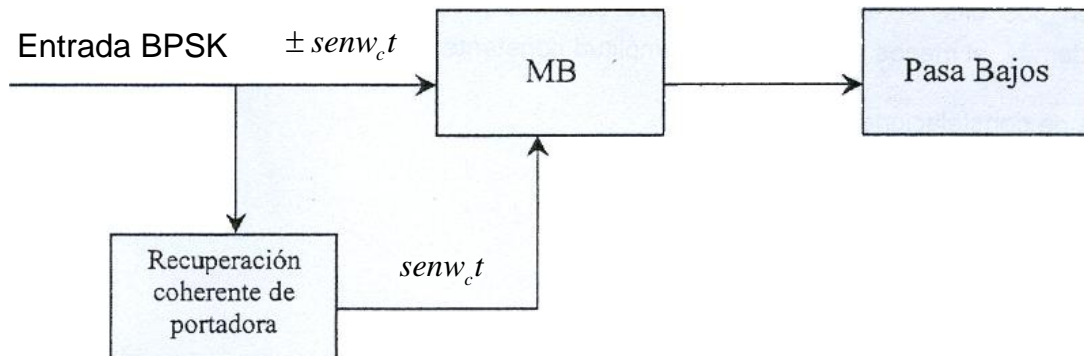 Entrada BPSK
± senw_c t
MB
Pasa Bajos
Recuperación
coherente de
portadora
senw_c t